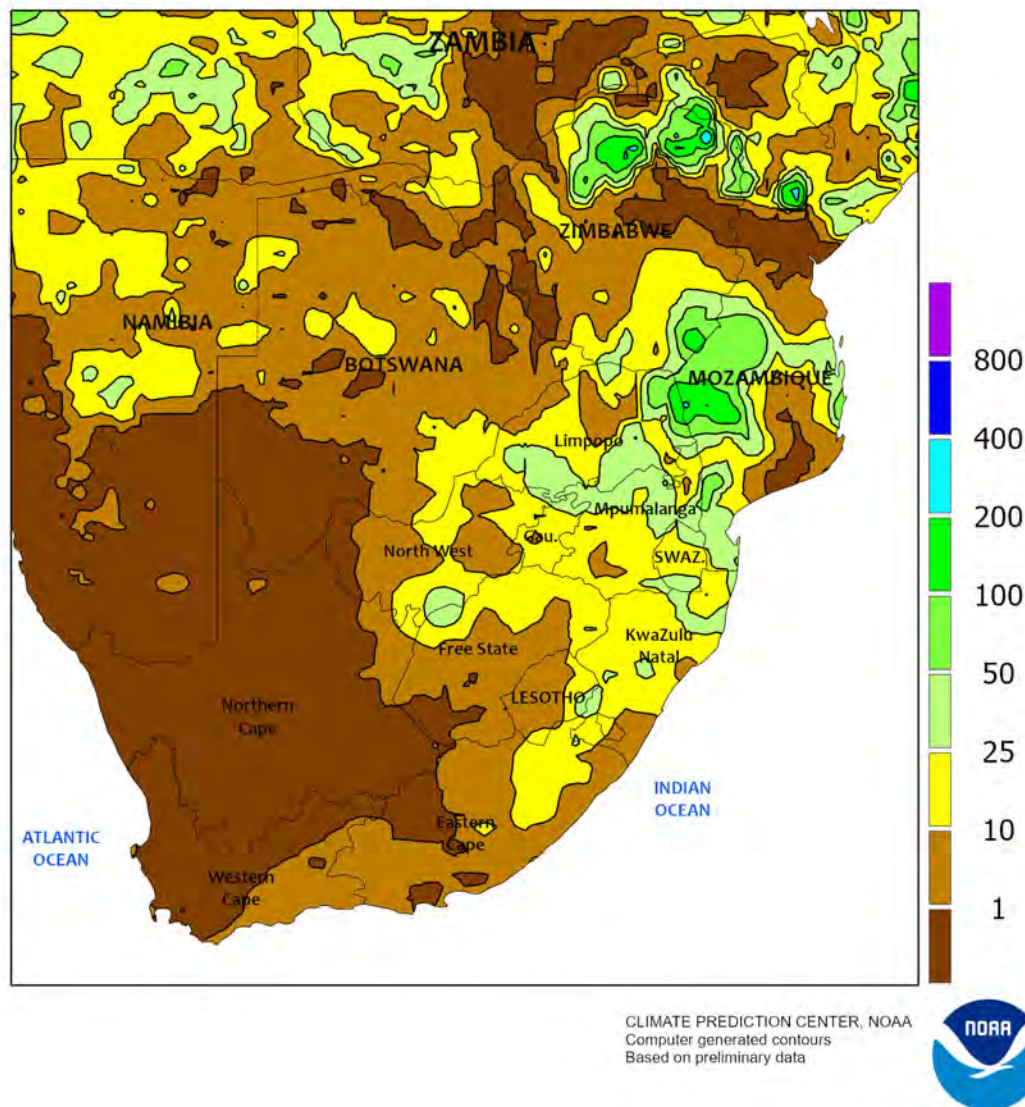 ZAMBIA
ZIMBABWE
NAMIBIA
BOTSWANA
MOZAMBIQUE
Limpopo
Mpumalanga
Gau.
North West
SWAZ.
Free State
KwaZulu
Natal
LESOTHO
Northern
Cape
INDIAN
OCEAN
ATLANTIC
OCEAN
Eastern
Cape
Western
Cape
800
400
200
100
50
25
10
1
CLIMATE PREDICTION CENTER, NOAA
Computer generated contours
Based on preliminary data
NOAA